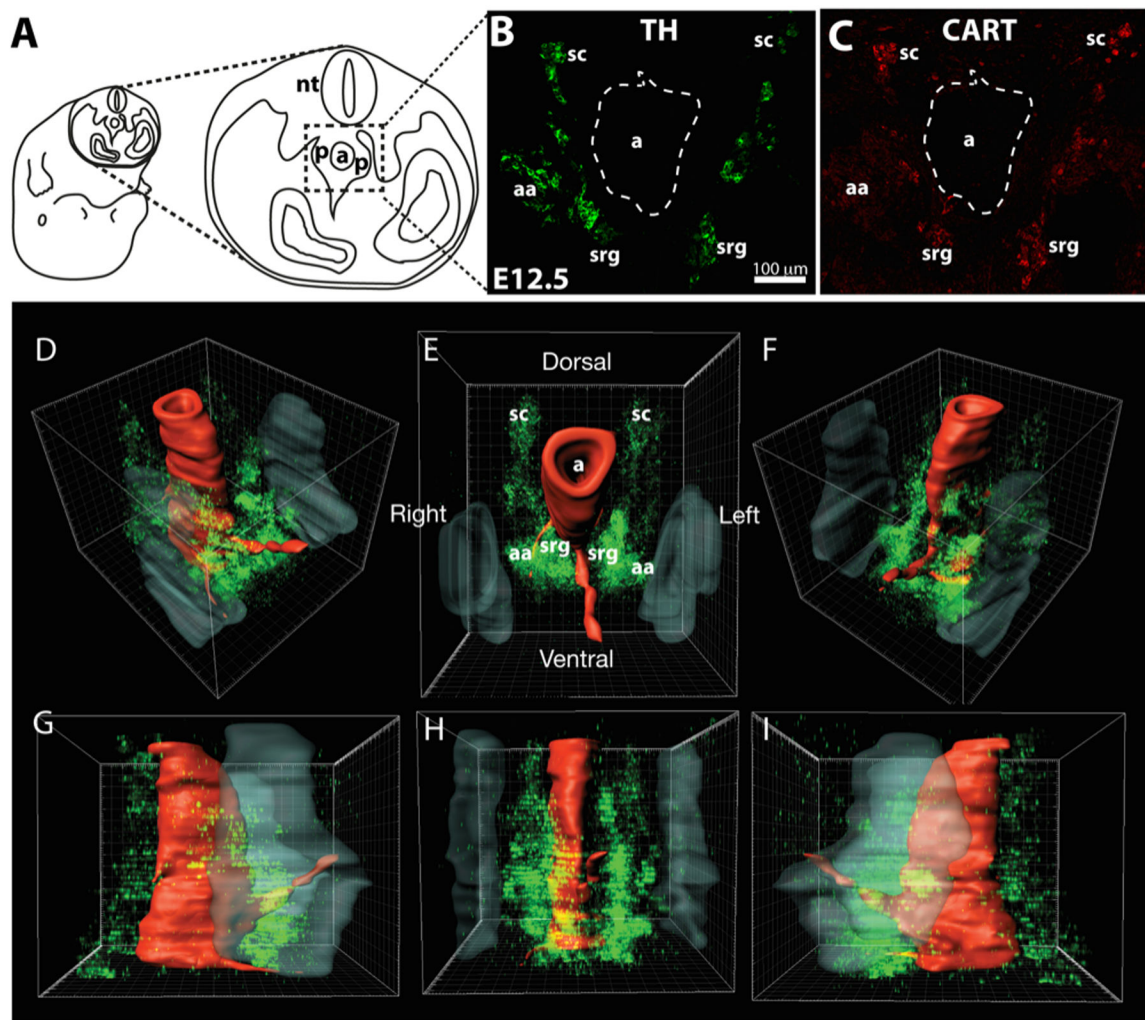 A
nt
p a p
B
TH
sc
sc
a
aa
srg
srg
E12.5
100 μm
C
CART
sc
sc
a
aa
srg
srg
D
E
Dorsal
sc
sc
a
Right
Left
srg
srg
aa
aa
Ventral
F
G
H
I